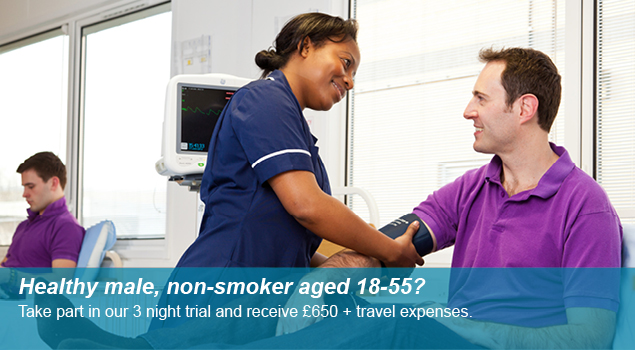 Healthy male, non-smoker aged 18-55?
Take part in our 3 night trial and receive £650 + travel expenses.